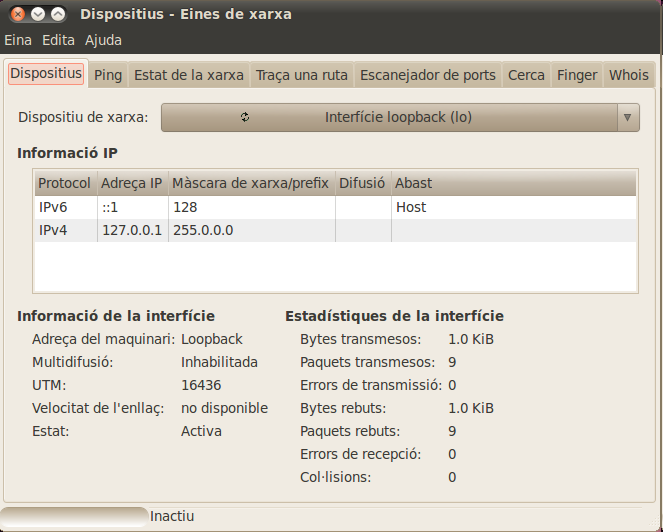 Dispositius - Eines de xarxa
Eina Edita Ajuda
Dispositius Ping Estat de la xarxa Traça una ruta Escanejador de ports Cerca Finger Whois
Dispositiu de xarxa: Interfície loopback (lo)
Informació IP
Protocol Adreça IP Màscara de xarxa/prefix Difusió Abast
IPv6 ::1 128 Host
IPv4 127.0.0.1 255.0.0.0
Informació de la interfície
Adreça del maquinari: Loopback
Multidifusió: Inhabilitada
UTM: 16436
Velocitat de l'enllaç: no disponible
Estat: Activa
Estadístiques de la interfície
Bytes transmesos: 1.0 KiB
Paquets transmesos: 9
Errors de transmissió: 0
Bytes rebuts: 1.0 KiB
Paquets rebuts: 9
Errors de recepció: 0
Col·lisions: 0
Inactiu